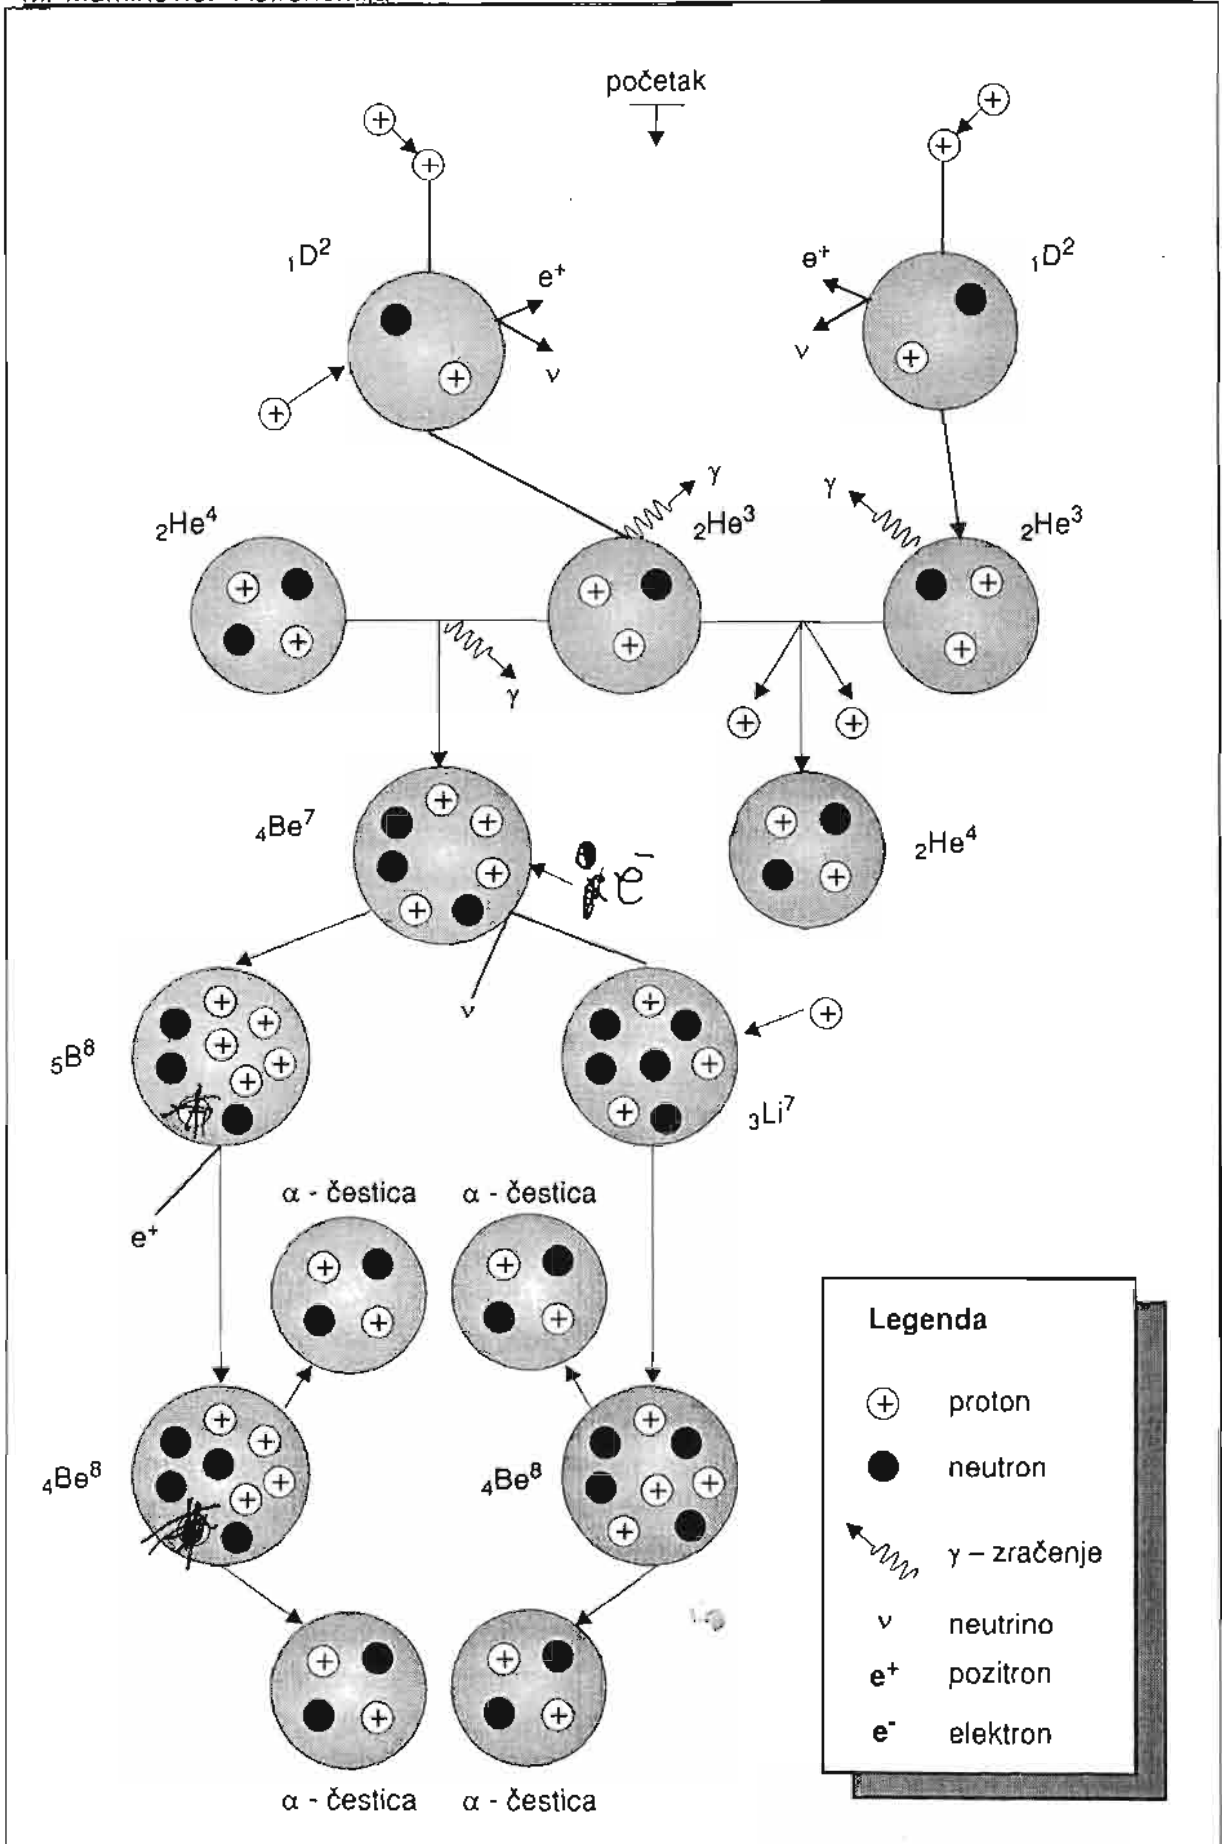 početak
₁D²
e⁺
ν
e⁺
ν
₁D²
₂He⁴
γ
₂He³
γ
₂He³
γ
₄Be⁷
e⁻
₂He⁴
ν
₅B⁸
₃Li⁷
e⁺
α - čestica
α - čestica
₄Be⁸
₄Be⁸
α - čestica
α - čestica
Legenda
proton
neutron
γ – zračenje
ν neutrino
e⁺ pozitron
e⁻ elektron